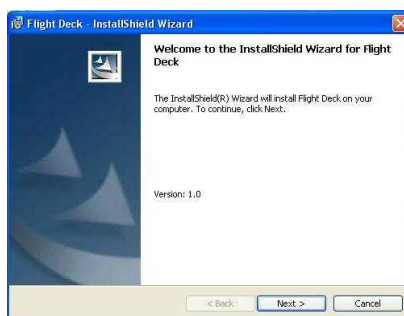 Flight Deck - InstallShield Wizard
Welcome to the InstallShield Wizard for Flight
Deck
The InstallShield(R) Wizard will install Flight Deck on your
computer. To continue, click Next.
Version: 1.0
< Back
Next >
Cancel